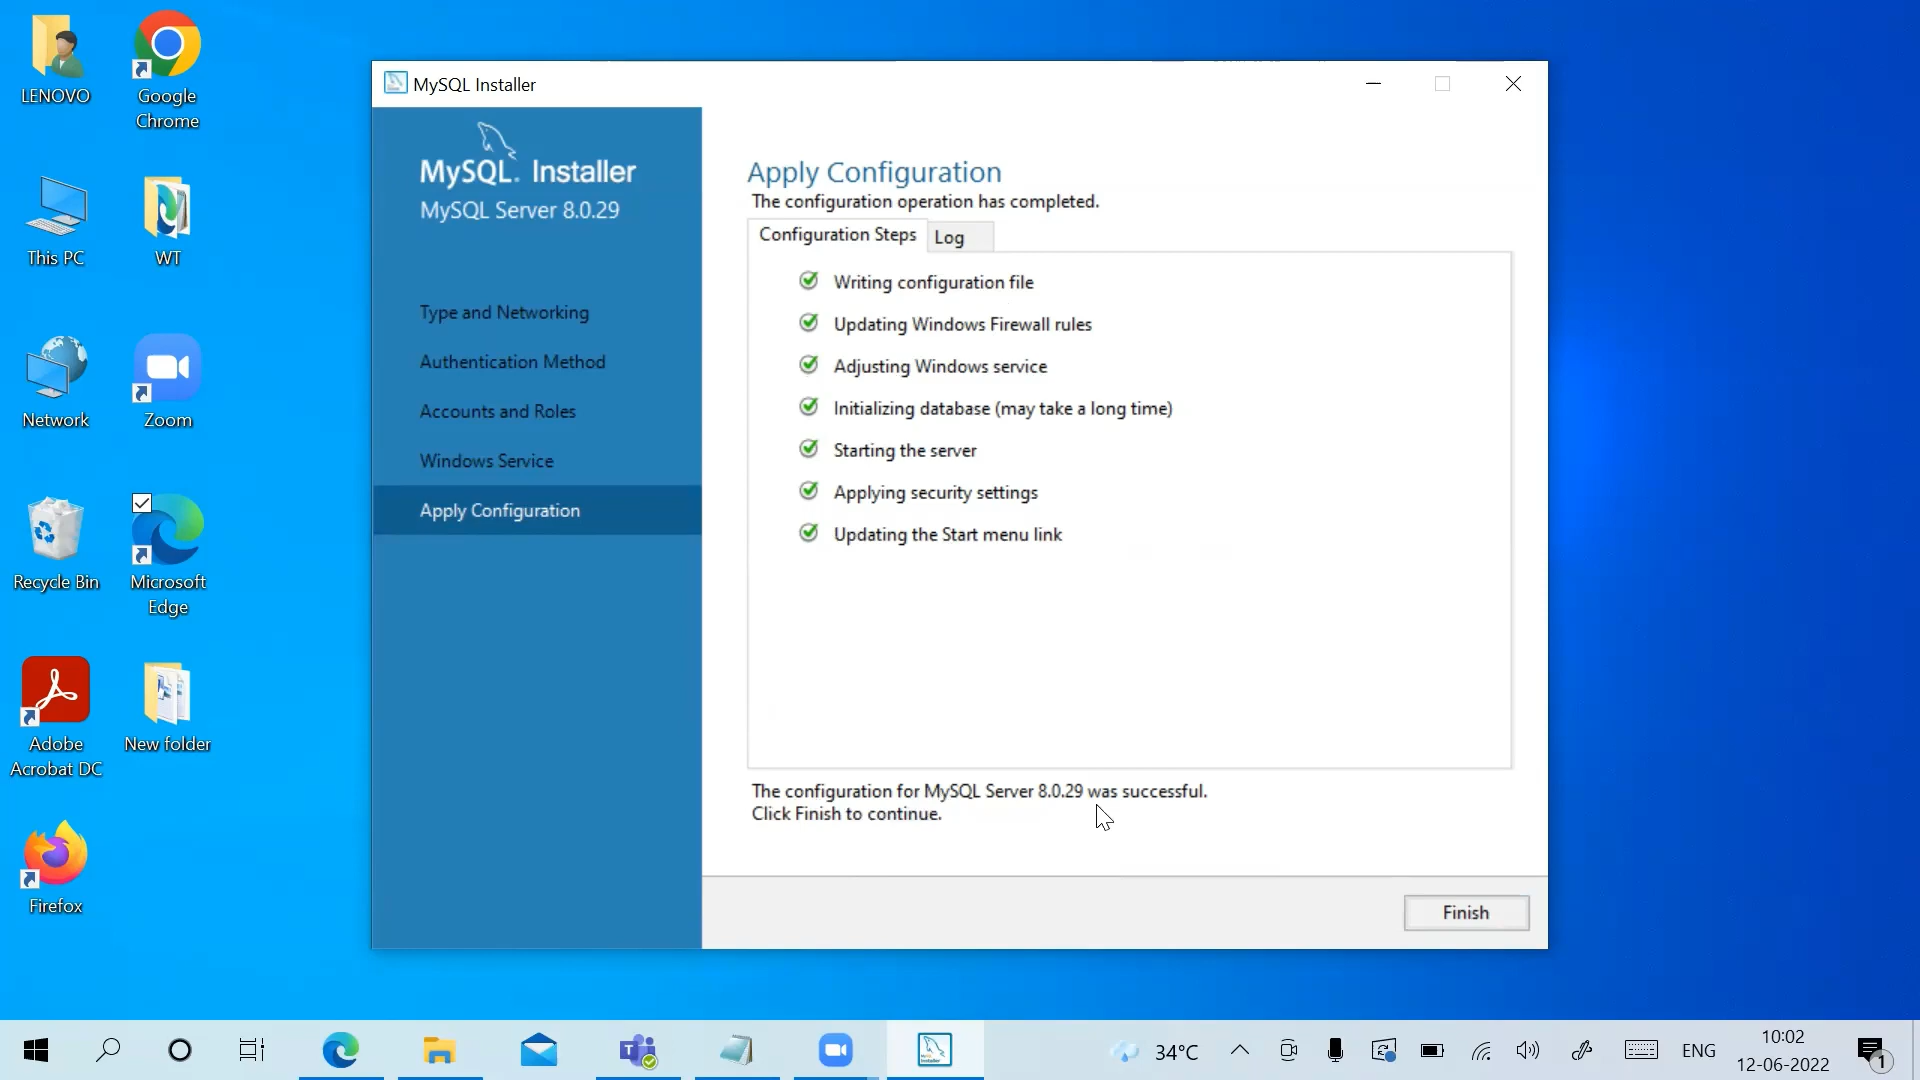 LENOVO
Google
Chrome
This PC
WT
Network
Zoom
Recycle Bin
Microsoft
Edge
Adobe
Acrobat DC
New folder
Firefox
MySQL Installer
MySQL. Installer
MySQL Server 8.0.29
Type and Networking
Authentication Method
Accounts and Roles
Windows Service
Apply Configuration
Apply Configuration
The configuration operation has completed.
Configuration Steps
Log
Writing configuration file
Updating Windows Firewall rules
Adjusting Windows service
Initializing database (may take a long time)
Starting the server
Applying security settings
Updating the Start menu link
The configuration for MySQL Server 8.0.29 was successful.
Click Finish to continue.
Finish
34°C
ENG
10:02
12-06-2022
1